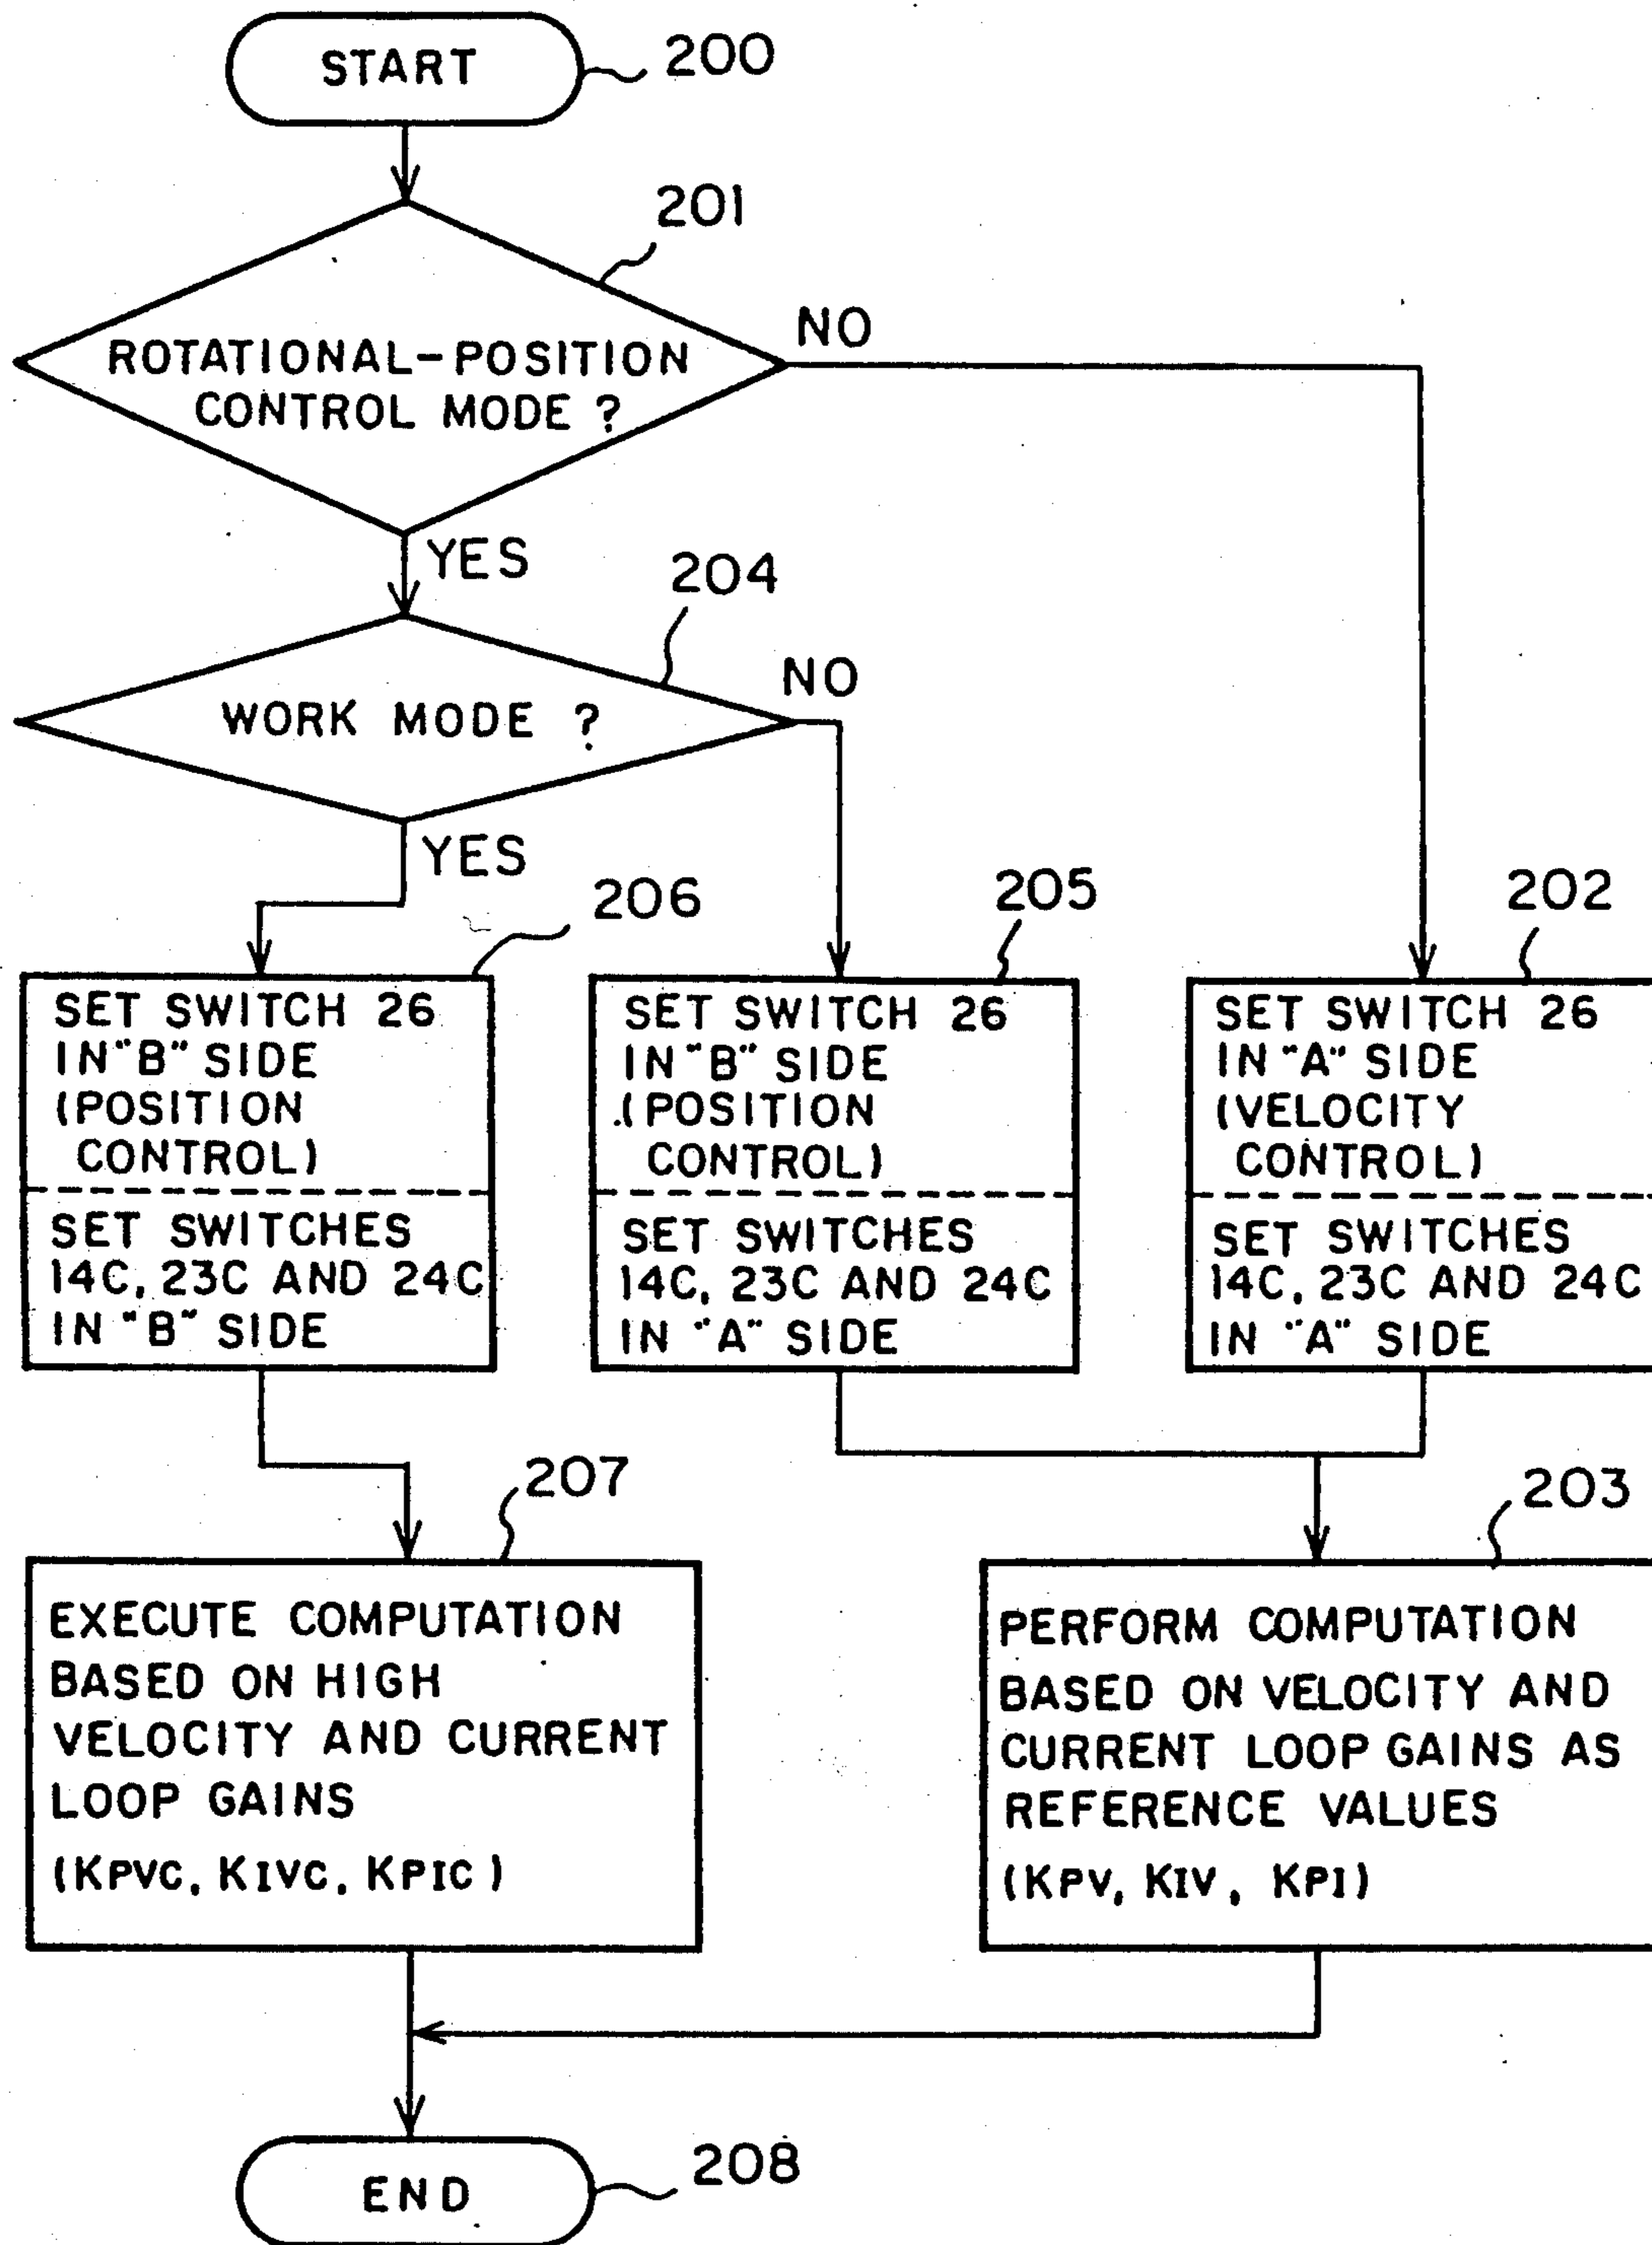 START
200
201
ROTATIONAL-POSITION
CONTROL MODE ?
NO
YES
204
WORK MODE ?
NO
YES
206
SET SWITCH 26
IN "B" SIDE
(POSITION
CONTROL)
SET SWITCHES
14C, 23C AND 24C
IN "B" SIDE
205
SET SWITCH 26
IN "B" SIDE
(POSITION
CONTROL)
SET SWITCHES
14C, 23C AND 24C
IN "A" SIDE
202
SET SWITCH 26
IN "A" SIDE
(VELOCITY
CONTROL)
SET SWITCHES
14C, 23C AND 24C
IN "A" SIDE
207
EXECUTE COMPUTATION
BASED ON HIGH
VELOCITY AND CURRENT
LOOP GAINS
(KPVC, KIVC, KPIC)
203
PERFORM COMPUTATION
BASED ON VELOCITY AND
CURRENT LOOP GAINS AS
REFERENCE VALUES
(KPV, KIV, KPI)
END
208